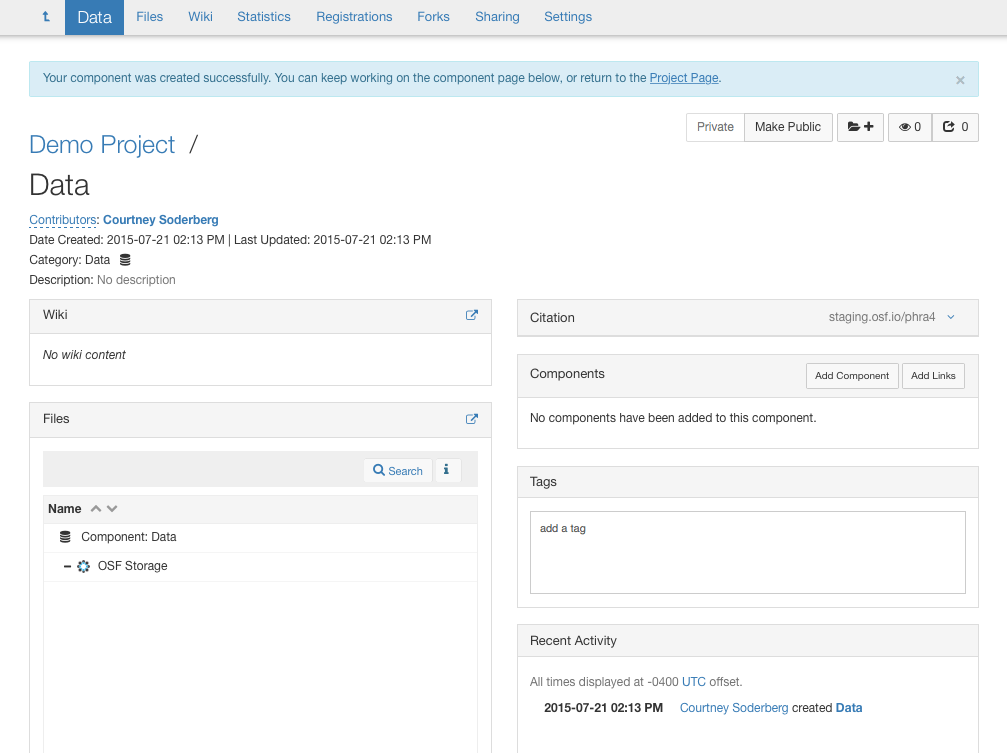 Data Files Wiki Statistics Registrations Forks Sharing Settings
Your component was created successfully. You can keep working on the component page below, or return to the Project Page. ×
Private Make Public 0 0
Demo Project /
Data
Contributors: Courtney Soderberg
Date Created: 2015-07-21 02:13 PM | Last Updated: 2015-07-21 02:13 PM
Category: Data
Description: No description
Wiki
No wiki content
Files
Search
Name
Component: Data
OSF Storage
Citation staging.osf.io/phra4
Components Add Component Add Links
No components have been added to this component.
Tags
add a tag
Recent Activity
All times displayed at -0400 UTC offset.
2015-07-21 02:13 PM Courtney Soderberg created Data